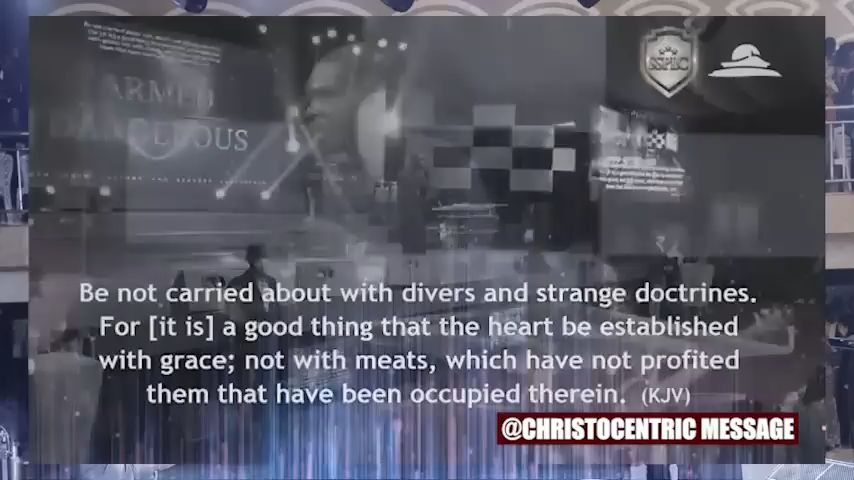 SSPLC
ARMED
DANGEROUS
Be not carried about with divers and strange doctrines.
For [it is] a good thing that the heart be established
with grace; not with meats, which have not profited
them that have been occupied therein. (KJV)
@CHRISTOCENTRIC MESSAGE